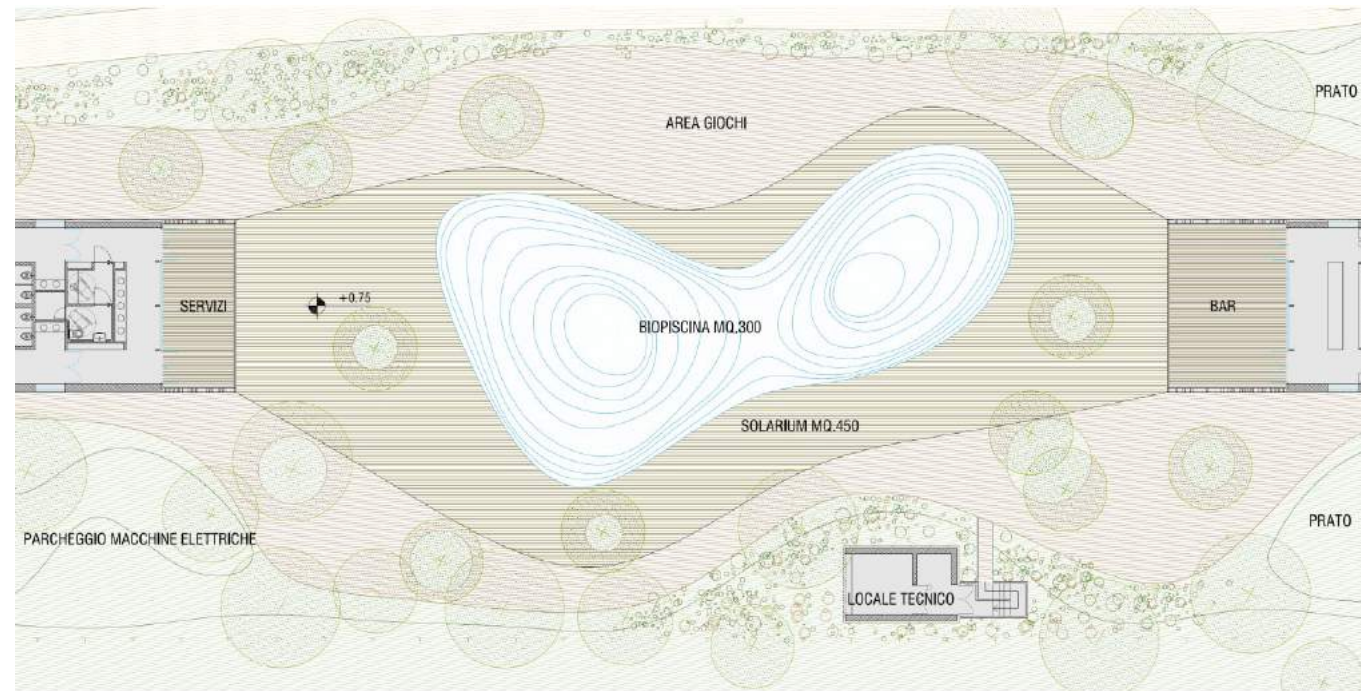 PRATO
AREA GIOCHI
SERVIZI
+0.75
BIOPISCINA MQ.300
BAR
SOLARIUM MQ.450
PARCHEGGIO MACCHINE ELETTRICHE
PRATO
LOCALE TECNICO